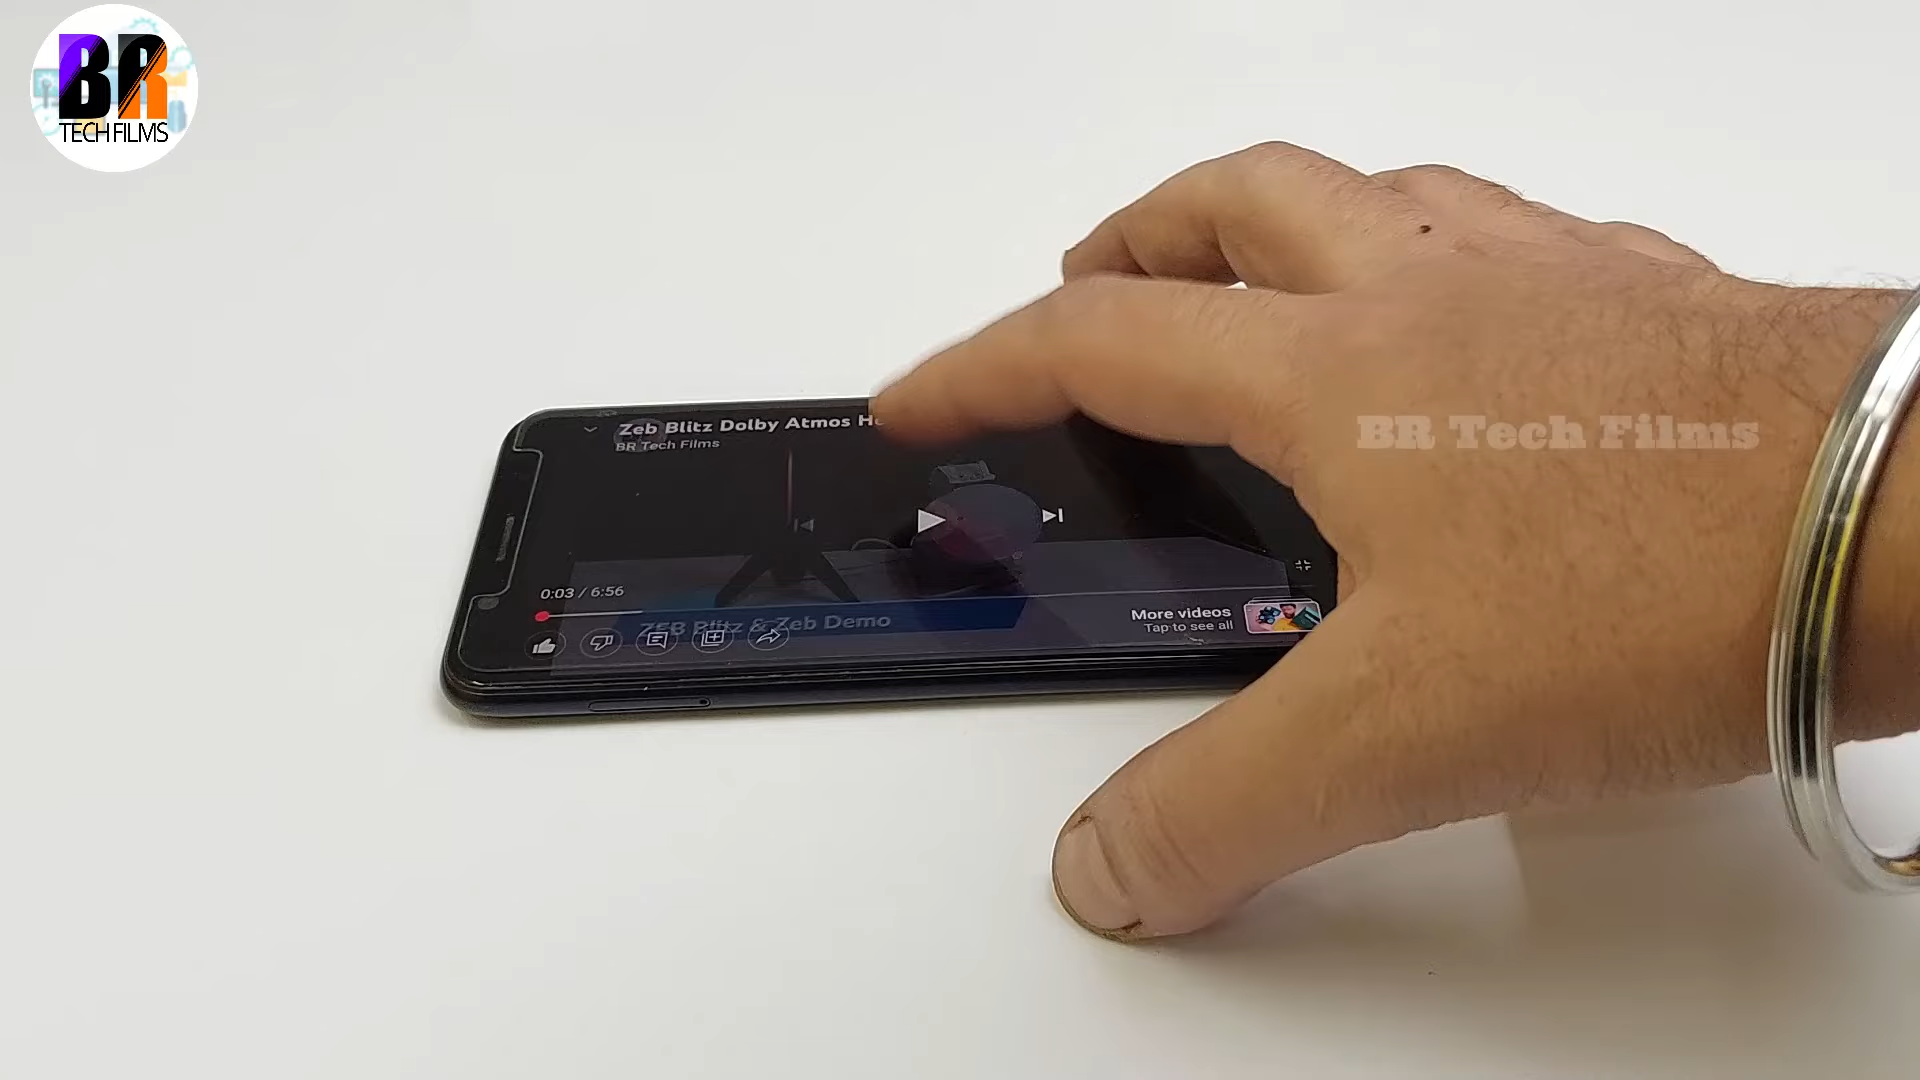 BR
TECH FILMS
Zeb Blitz Dolby Atmos
BR Tech Films
BR Tech Films
0:03 / 6:56
ZEB Blitz & Zeb Demo
More videos
Tap to see all